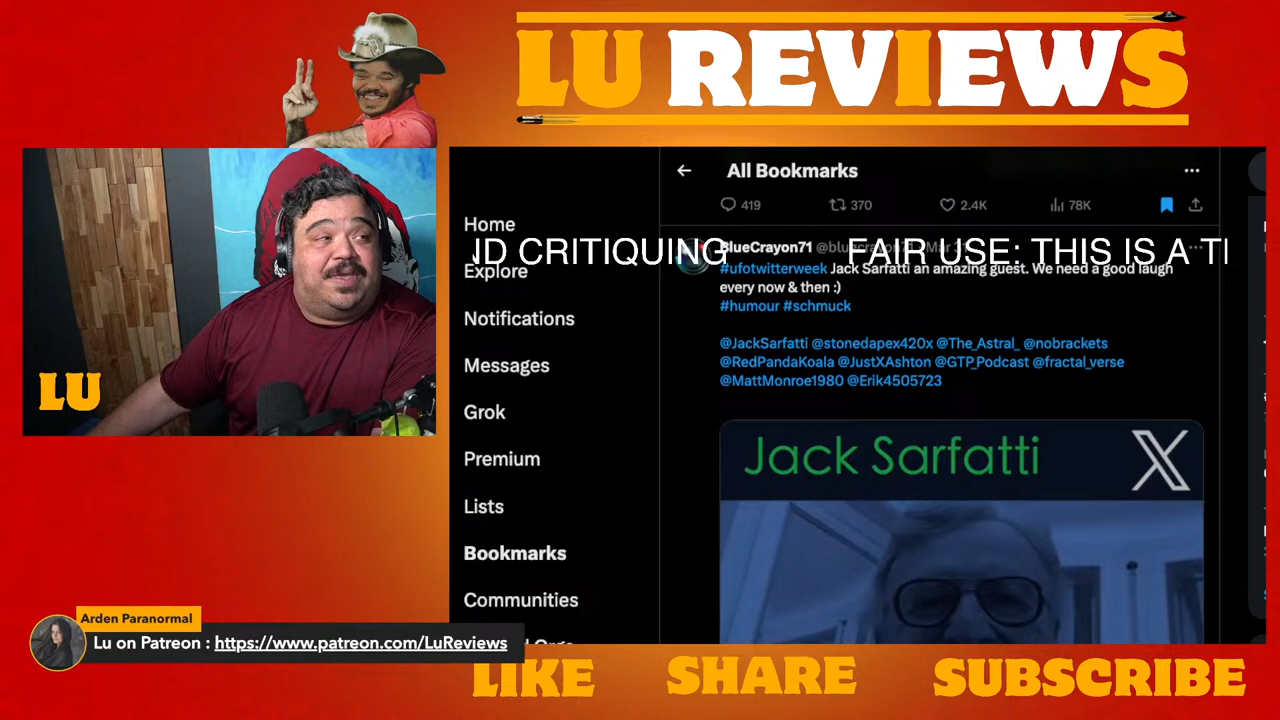 LU REVIEWS
LU
Home
Explore
Notifications
Messages
Grok
Premium
Lists
Bookmarks
Communities
All Bookmarks
419 370 2.4K 78K
BlueCrayon71
ND CRITIQUING FAIR USE: THIS IS A TI
#ufotwitterweek Jack Sarfatti an amazing guest. We need a good laugh
every now & then :)
#humour #schmuck
@JackSarfatti @stonedapex420x @The_Astral_ @nobrackets
@RedPandaKoala @JustXAshton @GTP_Podcast @fractal_verse
@MattMonroe1980 @Erik4505723
Jack Sarfatti X
Arden Paranormal
Lu on Patreon : https://www.patreon.com/LuReviews
LIKE SHARE SUBSCRIBE